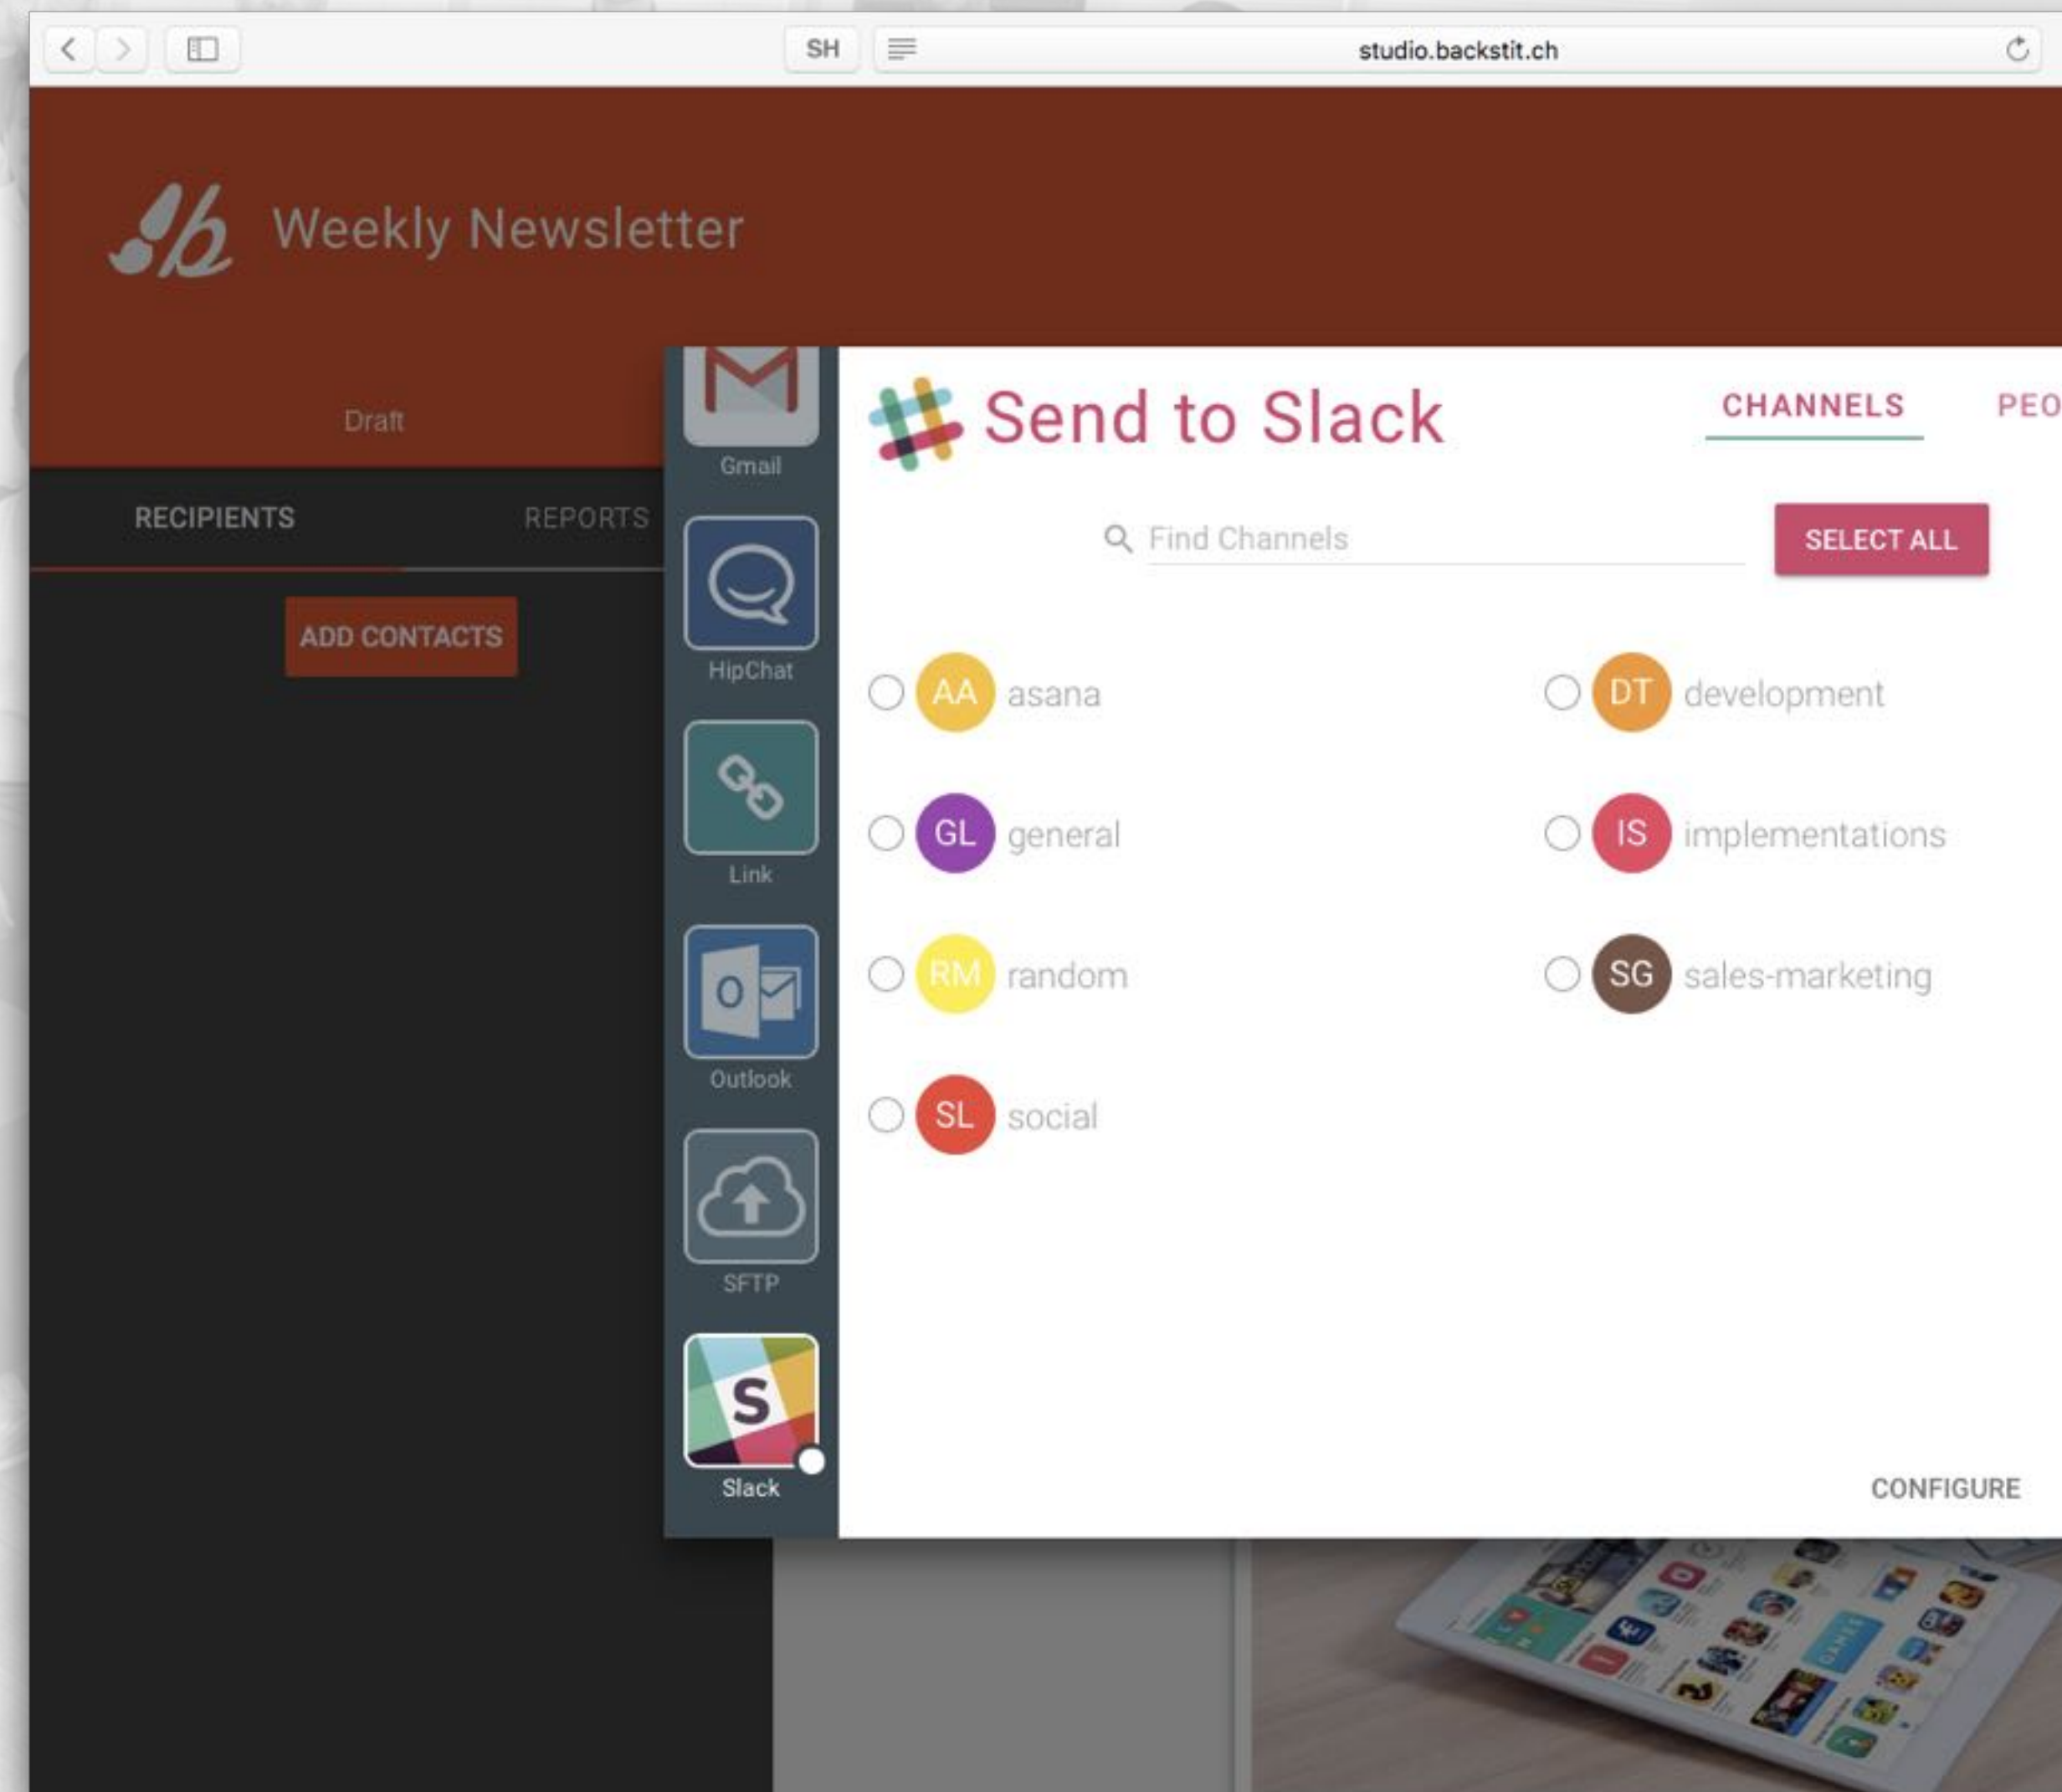 SH
studio.backstit.ch
Weekly Newsletter
Draft
RECIPIENTS
REPORTS
ADD CONTACTS
Gmail
HipChat
Link
Outlook
SFTP
S
Slack
Send to Slack
CHANNELS
PEO
Find Channels
SELECT ALL
AA asana
DT development
GL general
IS implementations
RM random
SG sales-marketing
SL social
CONFIGURE
GAMES